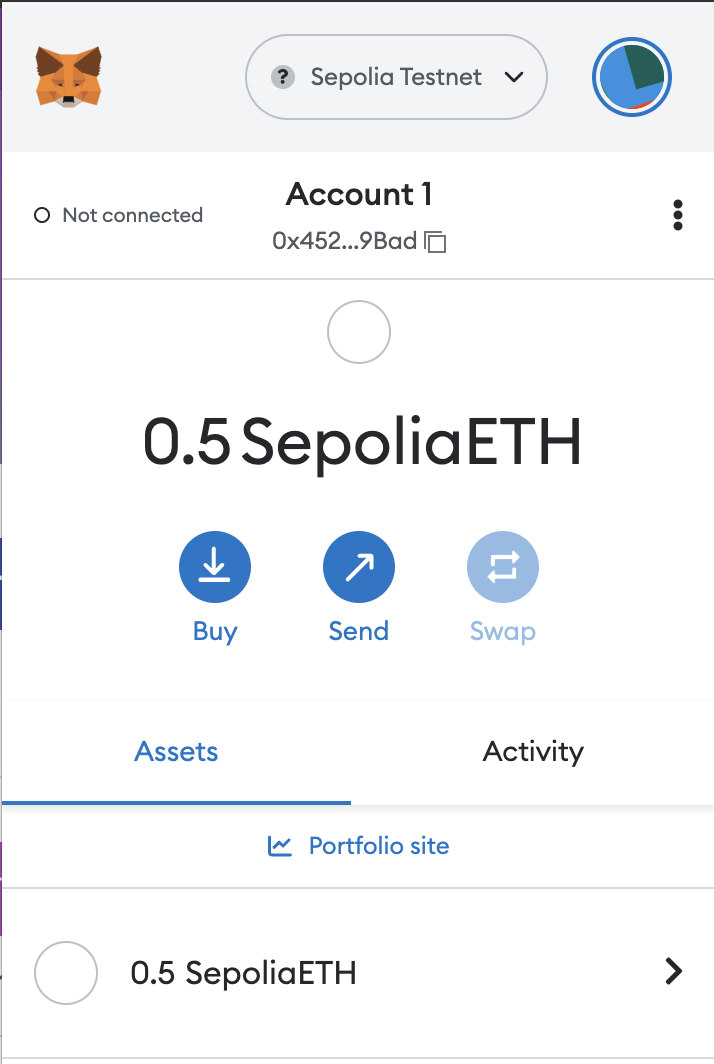 ? Sepolia Testnet
Not connected
Account 1
0x452...9Bad
0.5 SepoliaETH
Buy Send Swap
Assets Activity
Portfolio site
0.5 SepoliaETH